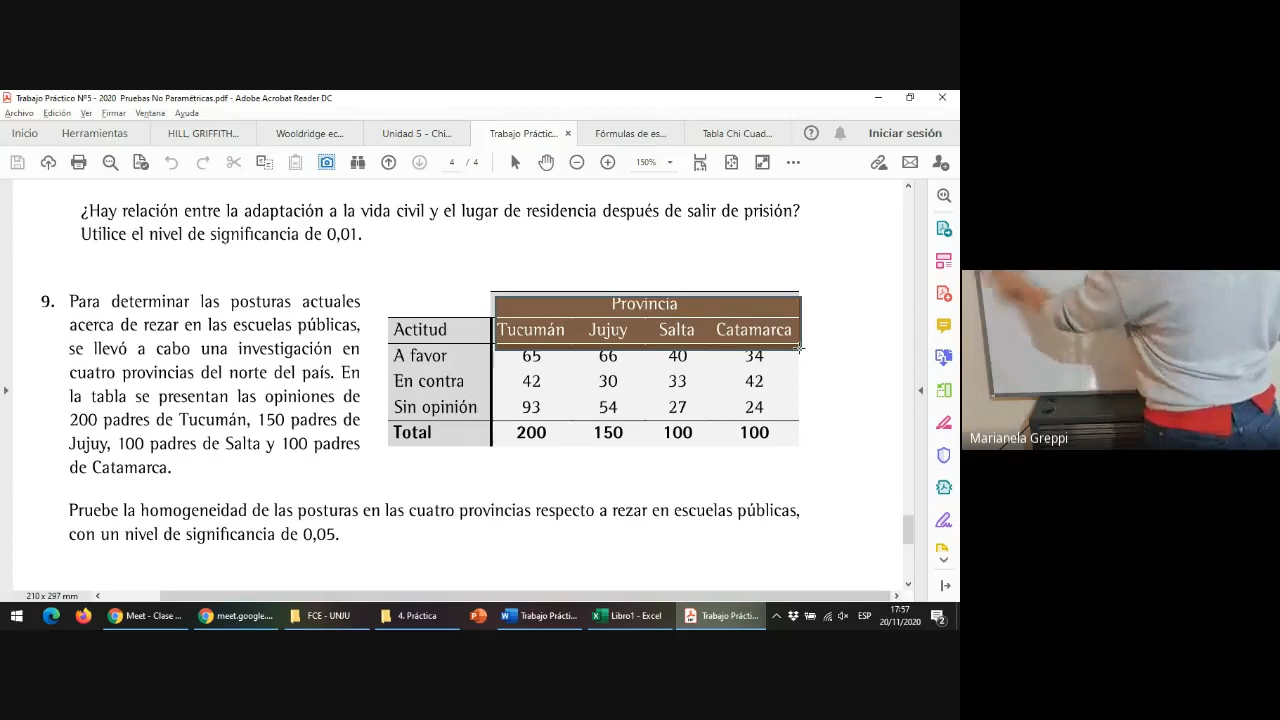 Trabajo Práctico Nº5 - 2020 Pruebas No Paramétricas.pdf - Adobe Acrobat Reader DC
Archivo Edición Ver Firmar Ventana Ayuda
Inicio Herramientas HILL, GRIFFITH... Wooldridge ec... Unidad 5 - Chi... Trabajo Práctic... × Fórmulas de es... Tabla Chi Cuad... Iniciar sesión
4 / 4 150%
¿Hay relación entre la adaptación a la vida civil y el lugar de residencia después de salir de prisión?
Utilice el nivel de significancia de 0,01.
9. Para determinar las posturas actuales
acerca de rezar en las escuelas públicas,
se llevó a cabo una investigación en
cuatro provincias del norte del país. En
la tabla se presentan las opiniones de
200 padres de Tucumán, 150 padres de
Jujuy, 100 padres de Salta y 100 padres
de Catamarca.
Provincia
Actitud Tucumán Jujuy Salta Catamarca
A favor 65 66 40 34
En contra 42 30 33 42
Sin opinión 93 54 27 24
Total 200 150 100 100
Pruebe la homogeneidad de las posturas en las cuatro provincias respecto a rezar en escuelas públicas,
con un nivel de significancia de 0,05.
210 x 297 mm
Meet - Clase ... meet.google.... FCE - UNJU 4. Práctica Trabajo Prácti... Libro1 - Excel Trabajo Prácti... ESP 17:57
20/11/2020 2
Marianela Greppi